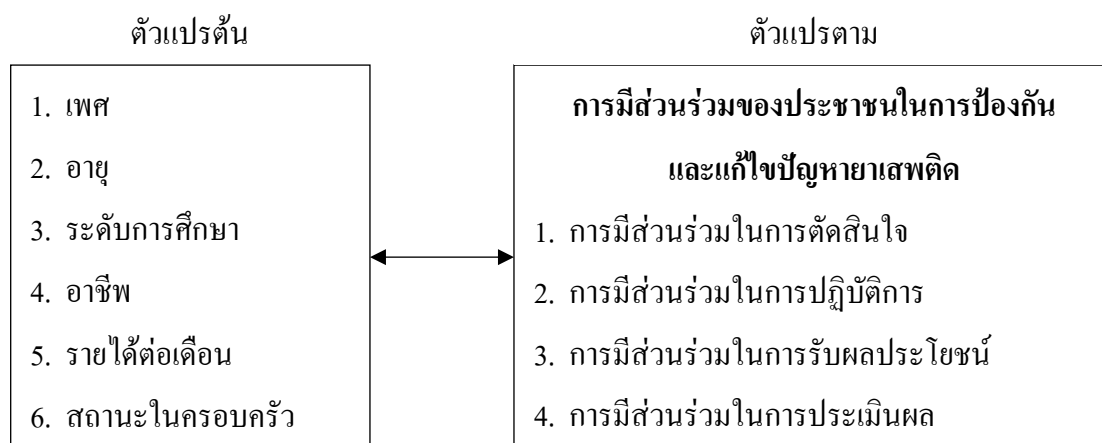 ตัวแปรต้น
1. เพศ
2. อายุ
3. ระดับการศึกษา
4. อาชีพ
5. รายได้ต่อเดือน
6. สถานะในครอบครัว
ตัวแปรตาม
การมีส่วนร่วมของประชาชนในการป้องกัน
และแก้ไขปัญหายาเสพติด
1. การมีส่วนร่วมในการตัดสินใจ
2. การมีส่วนร่วมในการปฏิบัติการ
3. การมีส่วนร่วมในการรับผลประโยชน์
4. การมีส่วนร่วมในการประเมินผล